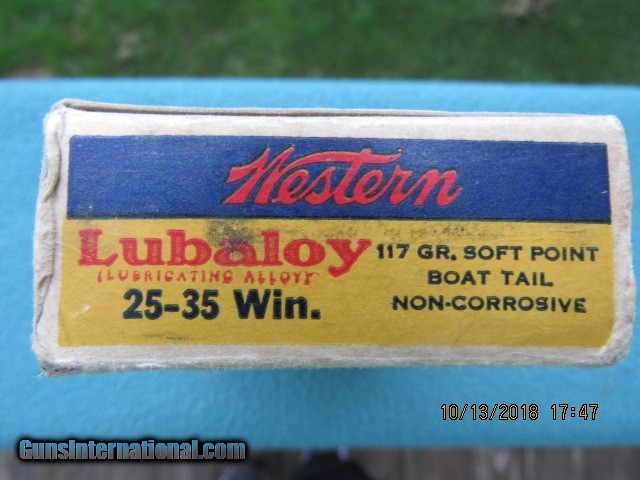 Western
Lubaloy
(LUBRICATING ALLOY)
25-35 Win.
117 GR. SOFT POINT
BOAT TAIL
NON-CORROSIVE
10/13/2018 17:47
GunsInternational.com